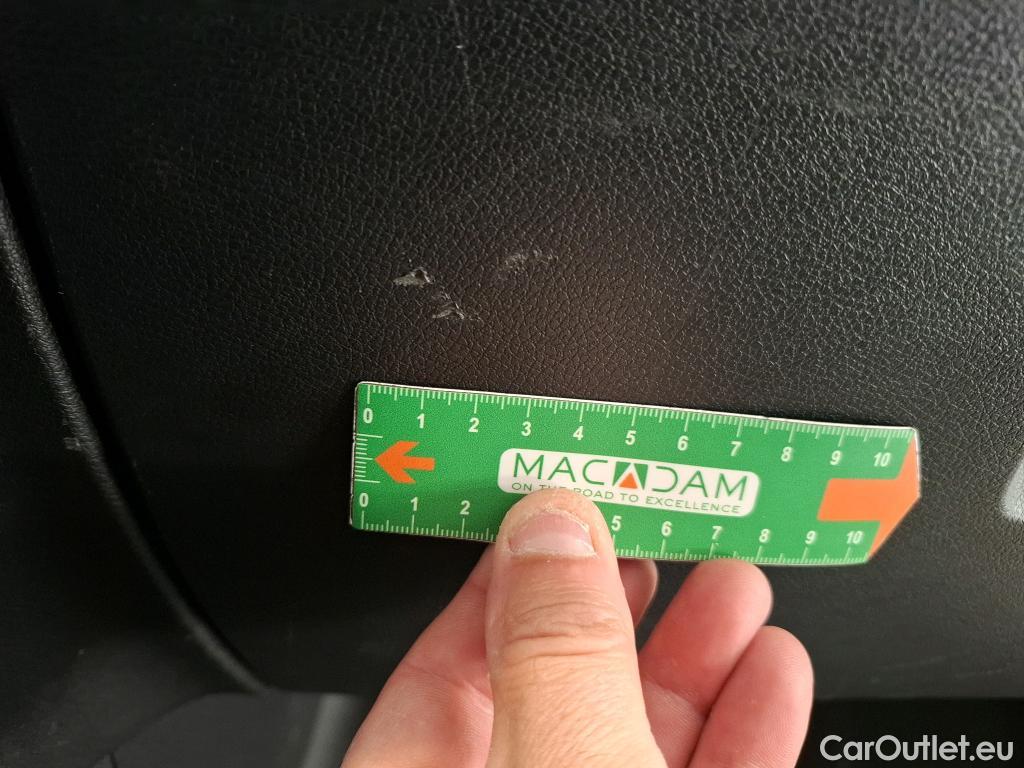 0 1 2 3 4 5 6 7 8 9 10
MACADAM
ON THE ROAD TO EXCELLENCE
0 1 2 5 6 7 8 9 10
CarOutlet.eu